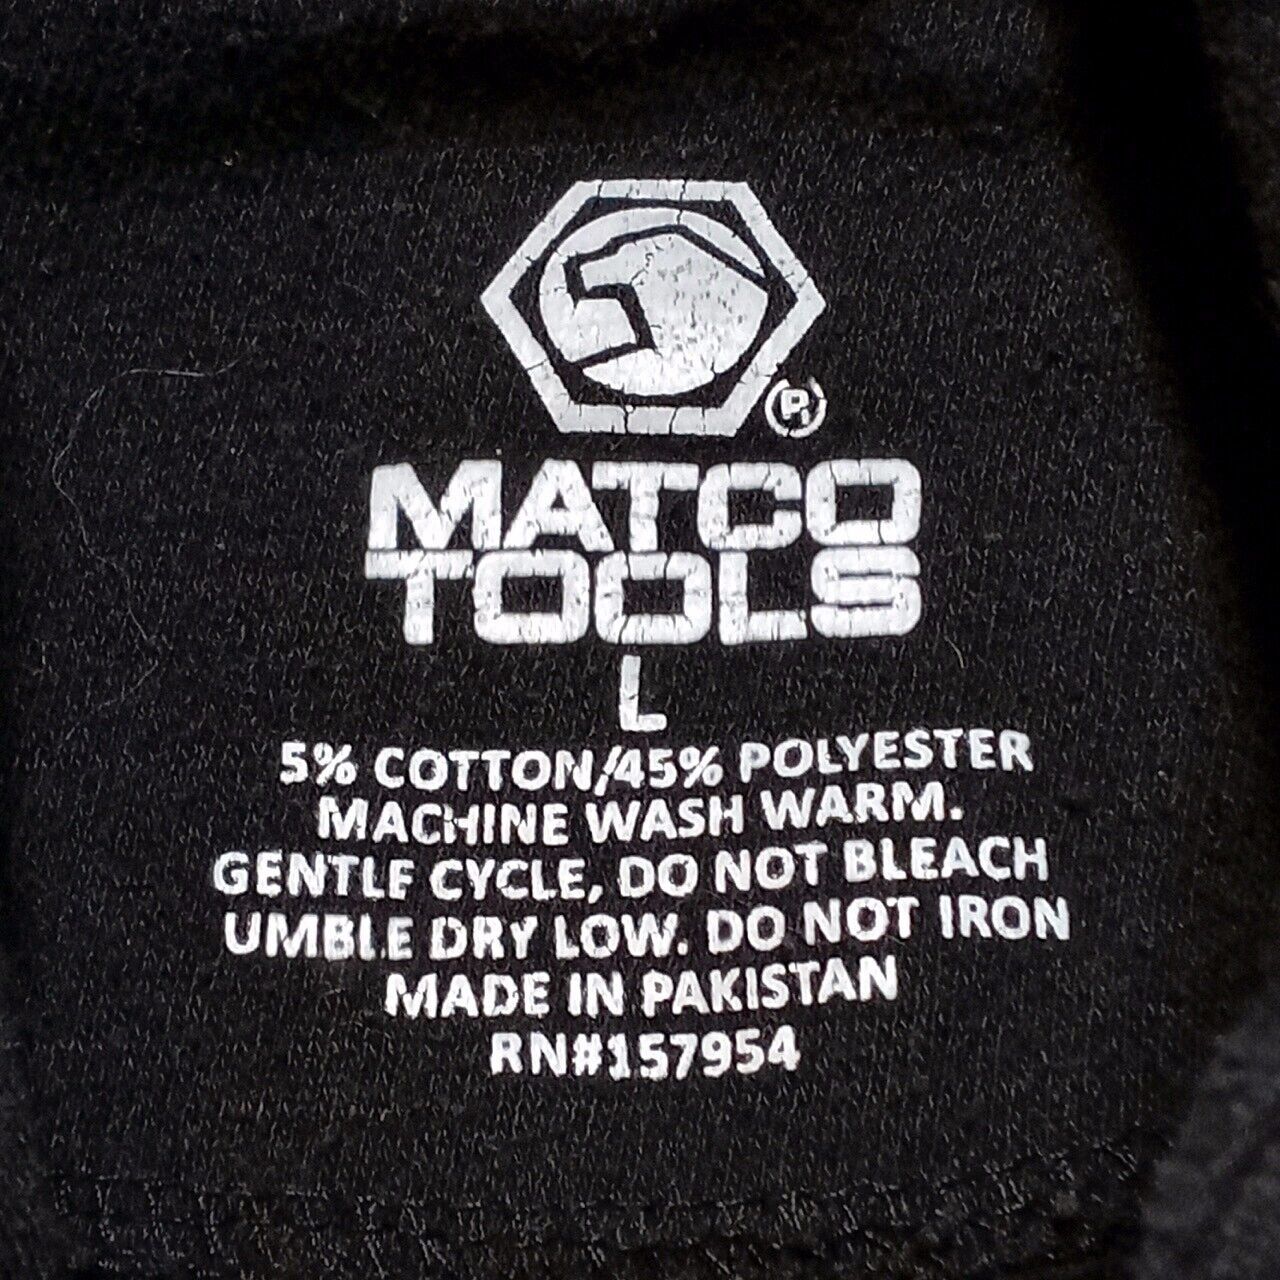 ®
MATCO
TOOLS
L
5% COTTON/45% POLYESTER
MACHINE WASH WARM.
GENTLE CYCLE, DO NOT BLEACH
UMBLE DRY LOW. DO NOT IRON
MADE IN PAKISTAN
RN#157954